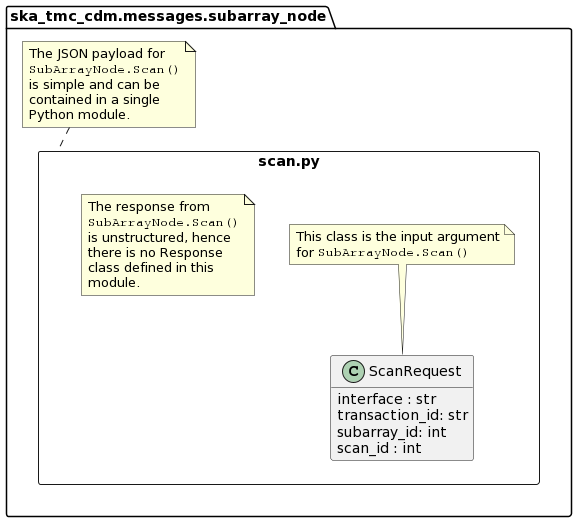 ska_tmc_cdm.messages.subarray_node
The JSON payload for
SubArrayNode.Scan()
is simple and can be
contained in a single
Python module.
scan.py
The response from
SubArrayNode.Scan()
is unstructured, hence
there is no Response
class defined in this
module.
This class is the input argument
for SubArrayNode.Scan()
C ScanRequest
interface : str
transaction_id: str
subarray_id: int
scan_id : int